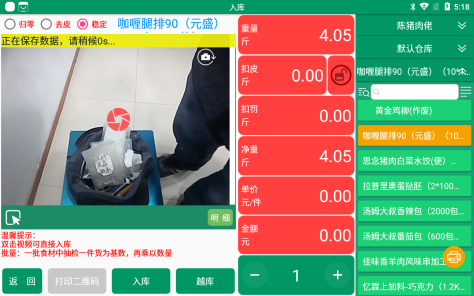 入库
5:18
归零
去皮
稳定
咖喱腿排90（元盛）
正在保存数据，请稍候0s...
明 细
温馨提示：
双击视频可直接入库
批量：一批食材中抽检一件货为基数，再乘以数量
返 回
打印二维码
入库
越库
重量
斤
4.05
扣皮
斤
0.00
扣罚
斤
0.00
净重
斤
4.05
单价
元/件
0.00
金额
元
0.00
－
1
＋
陈猪肉佬
默认仓库
咖喱腿排90（元盛）（10*
黄金鸡柳(作废)
咖喱腿排90（元盛）（10...
思念猪肉白菜水饺(便）...
拉普里奥蛋挞胚（2*100...
汤姆大叔香辣包（2000包...
汤姆大叔番茄包（600包...
佳味香羊肉风味串加工
忆霖上加料-巧克力（1.2K...